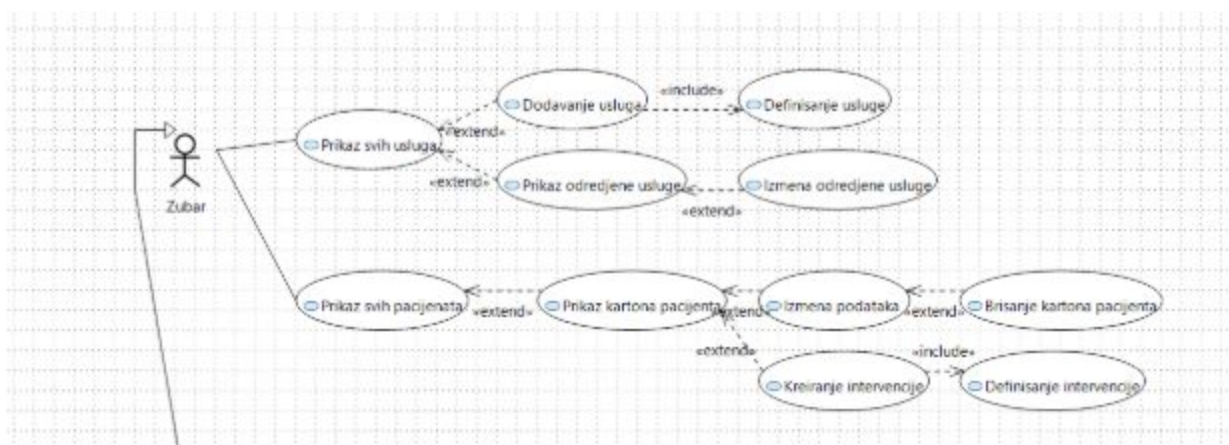 Dodavanje usluga
«include»
Definisanje usluge
Prikaz svih usluga
«extend»
«extend»
Prikaz odredjene usluge
Izmena odredjene usluge
«extend»
Zubar
Prikaz svih pacijenata
«extend»
Prikaz kartona pacijenta
«extend»
Izmena podataka
«extend»
Brisanje kartona pacijenta
«extend»
Kreiranje intervencije
«include»
Definisanje intervencije